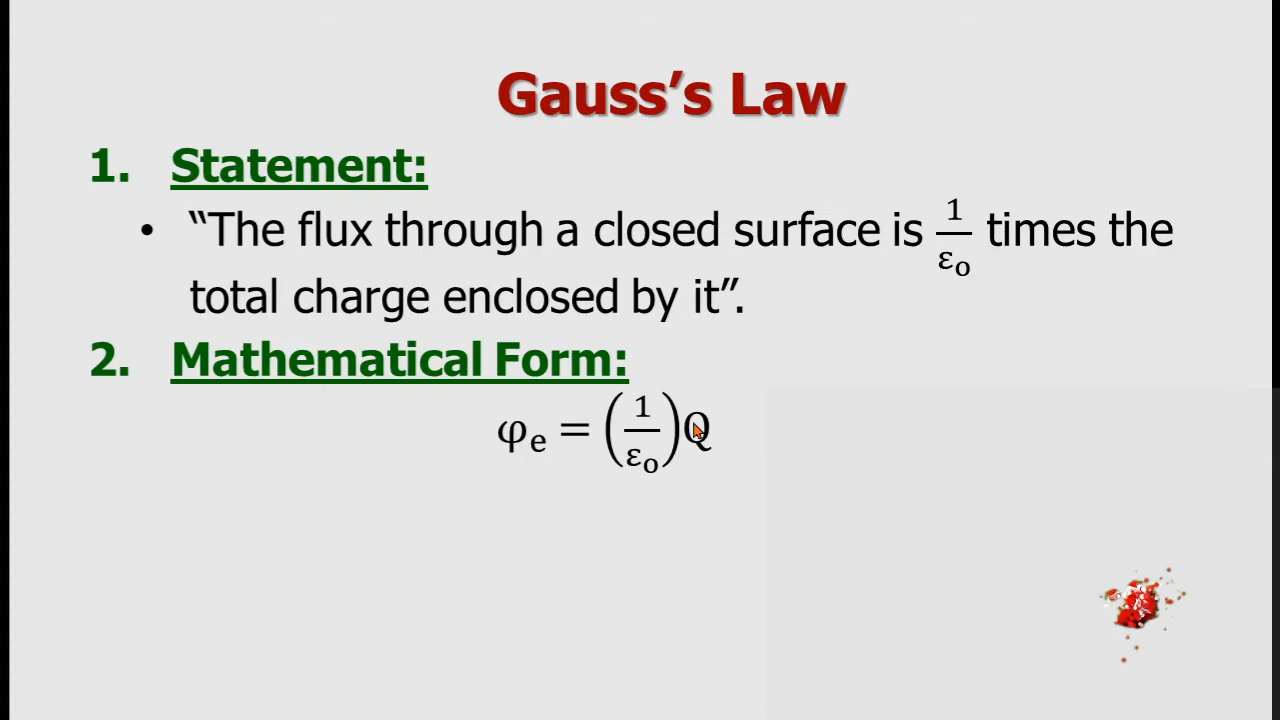 Gauss’s Law
1. Statement:
• “The flux through a closed surface is 1/εₒ times the
total charge enclosed by it”.
2. Mathematical Form:
φₑ = (1/εₒ)Q